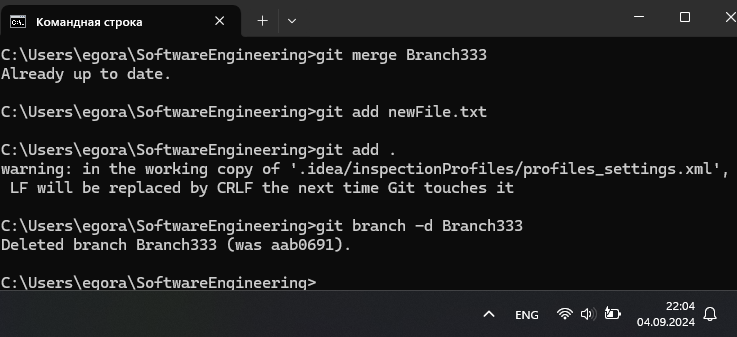 Командная строка
C:\Users\egora\SoftwareEngineering>git merge Branch333
Already up to date.
C:\Users\egora\SoftwareEngineering>git add newFile.txt
C:\Users\egora\SoftwareEngineering>git add .
warning: in the working copy of '.idea/inspectionProfiles/profiles_settings.xml',
LF will be replaced by CRLF the next time Git touches it
C:\Users\egora\SoftwareEngineering>git branch -d Branch333
Deleted branch Branch333 (was aab0691).
C:\Users\egora\SoftwareEngineering>
ENG
22:04
04.09.2024